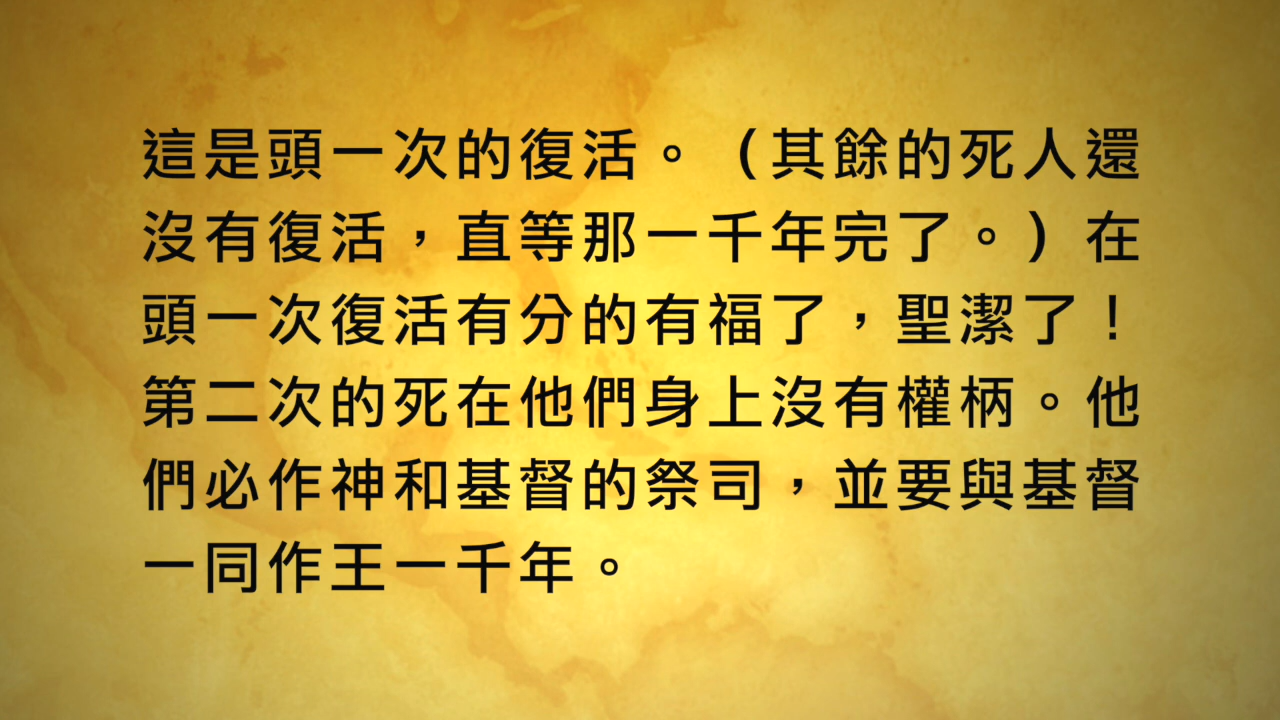 這是頭一次的復活。（其餘的死人還
沒有復活，直等那一千年完了。）在
頭一次復活有分的有福了，聖潔了！
第二次的死在他們身上沒有權柄。他
們必作神和基督的祭司，並要與基督
一同作王一千年。